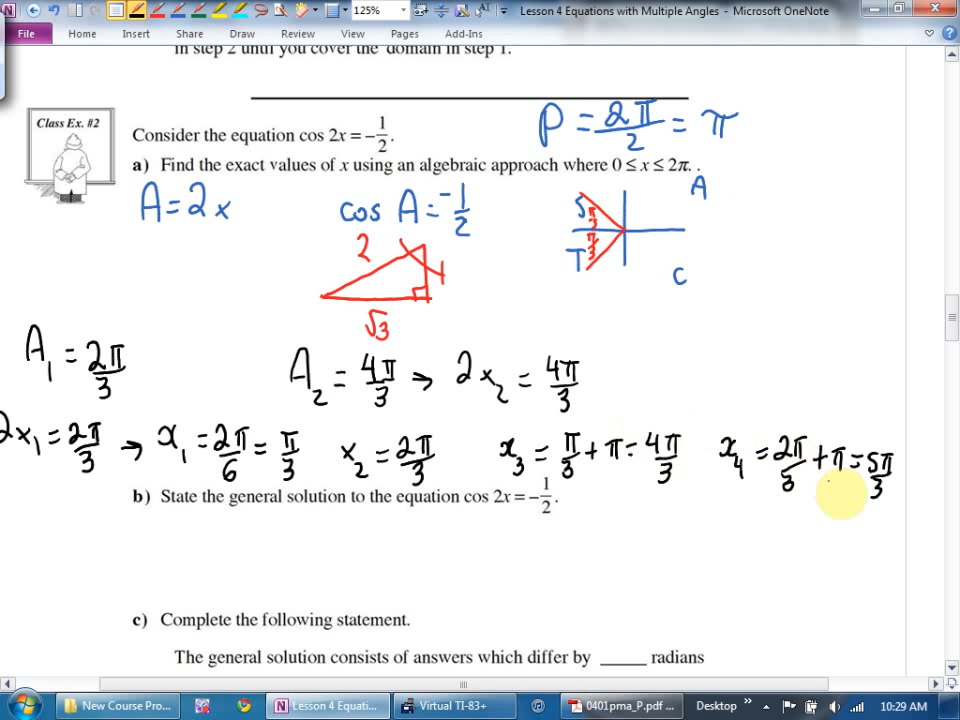 125%
Lesson 4 Equations with Multiple Angles - Microsoft OneNote
File Home Insert Share Draw Review View Pages Add-Ins
in step 2 until you cover the domain in step 1.
Class Ex. #2
Consider the equation cos 2x = -1/2.
P = 2π/2 = π
a) Find the exact values of x using an algebraic approach where 0 ≤ x ≤ 2π. .
A = 2x
cos A = -1/2
S π/3 A
T π/3 C
2 1
√3
A₁ = 2π/3
A₂ = 4π/3 → 2x₂ = 4π/3
2x₁ = 2π/3 → x₁ = 2π/6 = π/3
x₂ = 2π/3
x₃ = π/3 + π = 4π/3
x₄ = 2π/3 + π = 5π/3
b) State the general solution to the equation cos 2x = -1/2.
c) Complete the following statement.
The general solution consists of answers which differ by _____ radians
New Course Pro... Lesson 4 Equati... Virtual TI-83+ 0401pma_P.pdf ... Desktop » 10:29 AM